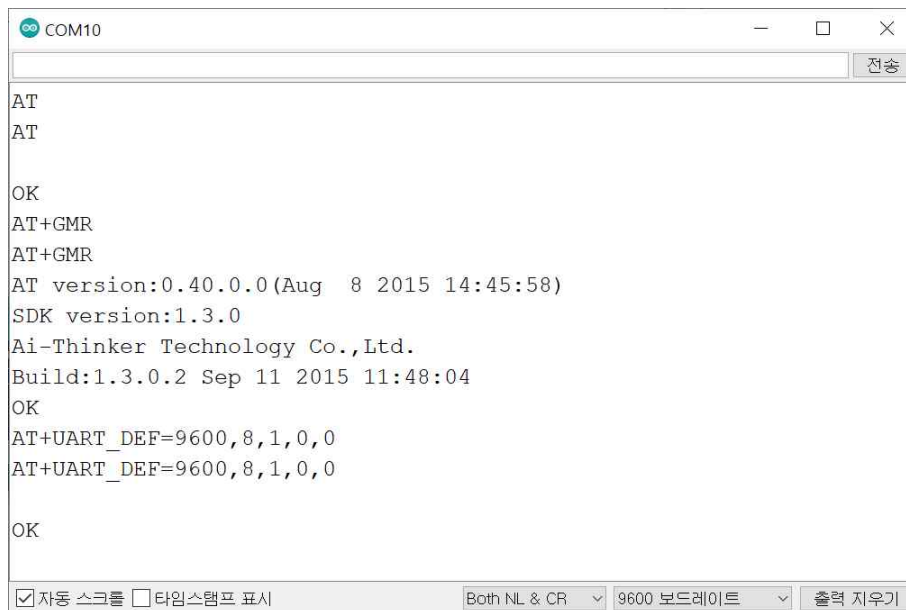 COM10
전송
AT
AT
OK
AT+GMR
AT+GMR
AT version:0.40.0.0(Aug  8 2015 14:45:58)
SDK version:1.3.0
Ai-Thinker Technology Co.,Ltd.
Build:1.3.0.2 Sep 11 2015 11:48:04
OK
AT+UART_DEF=9600,8,1,0,0
AT+UART_DEF=9600,8,1,0,0
OK
자동 스크롤 타임스탬프 표시 Both NL & CR 9600 보드레이트 출력 지우기